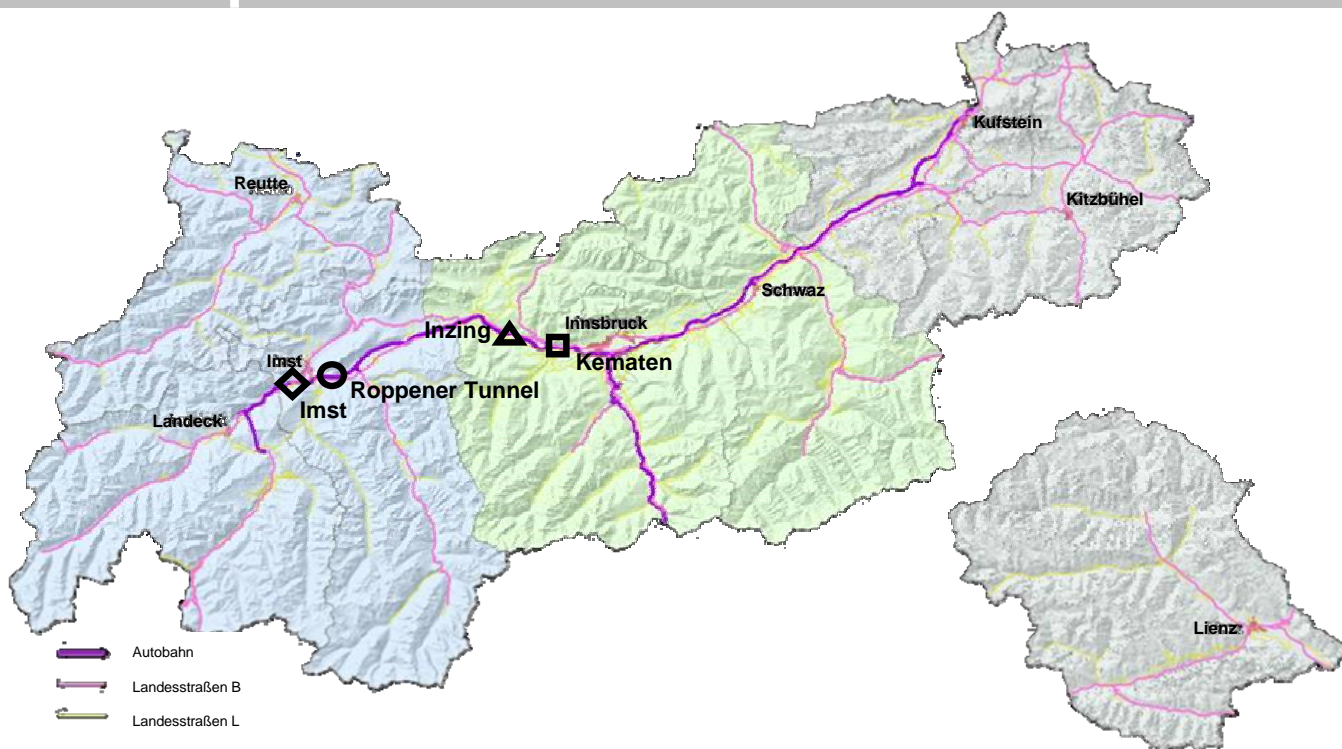 Kufstein
Reutte
Kitzbühel
Schwaz
Inzing
Innsbruck
Kematen
Imst
Roppener Tunnel
Imst
Landeck
Lienz
Autobahn
Landesstraßen B
Landesstraßen L